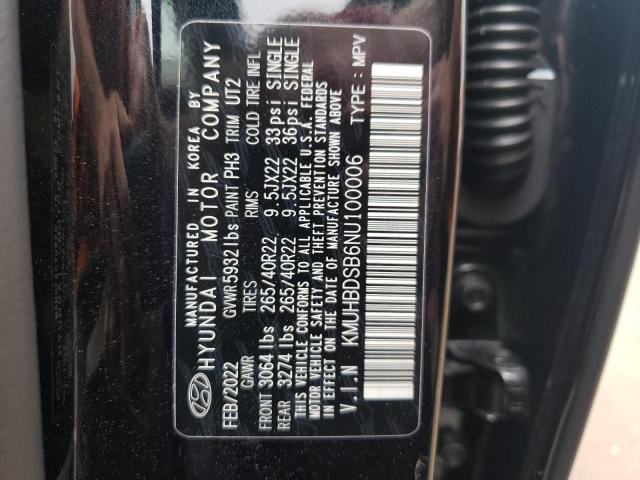 MANUFACTURED IN KOREA BY
HYUNDAI MOTOR COMPANY
FEB/2022 GVWR 5932 lbs PAINT PH3 TRIM UT2
GAWR TIRES RIMS COLD TIRE INFL
FRONT 3064 lbs 265/40R22 9.5JX22 33psi SINGLE
REAR 3274 lbs 265/40R22 9.5JX22 36psi SINGLE
THIS VEHICLE CONFORMS TO ALL APPLICABLE U.S.A. FEDERAL
MOTOR VEHICLE SAFETY AND THEFT PREVENTION STANDARDS
IN EFFECT ON THE DATE OF MANUFACTURE SHOWN ABOVE
V.I.N KMUHBDSB6NU100006 TYPE : MPV